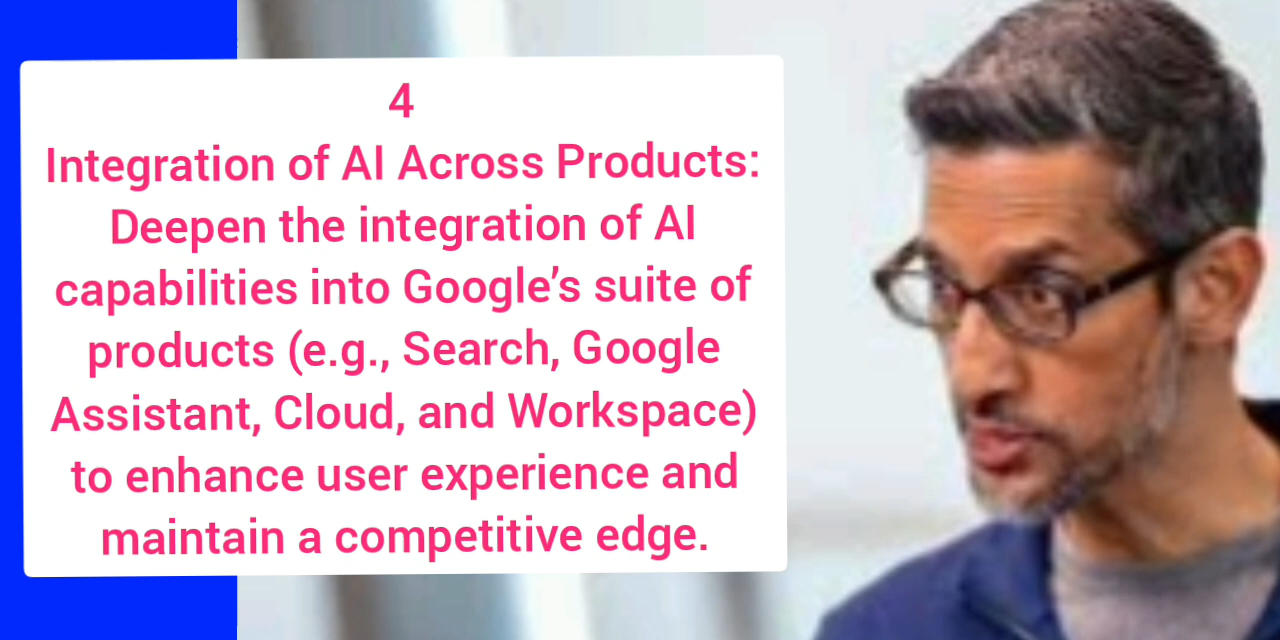 4
Integration of AI Across Products:
Deepen the integration of AI
capabilities into Google’s suite of
products (e.g., Search, Google
Assistant, Cloud, and Workspace)
to enhance user experience and
maintain a competitive edge.